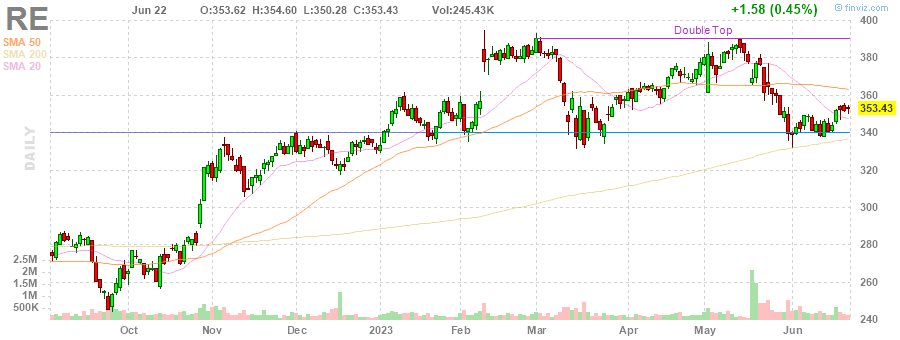 RE
Jun 22 O:353.62 H:354.60 L:350.28 C:353.43 Vol:245.43K +1.58 (0.45%)
© finviz.com
SMA 50
SMA 200
SMA 20
Double Top
DAILY
400
380
360
353.43
340
320
300
280
260
240
2.5M
2M
1.5M
1M
500K
Oct Nov Dec 2023 Feb Mar Apr May Jun